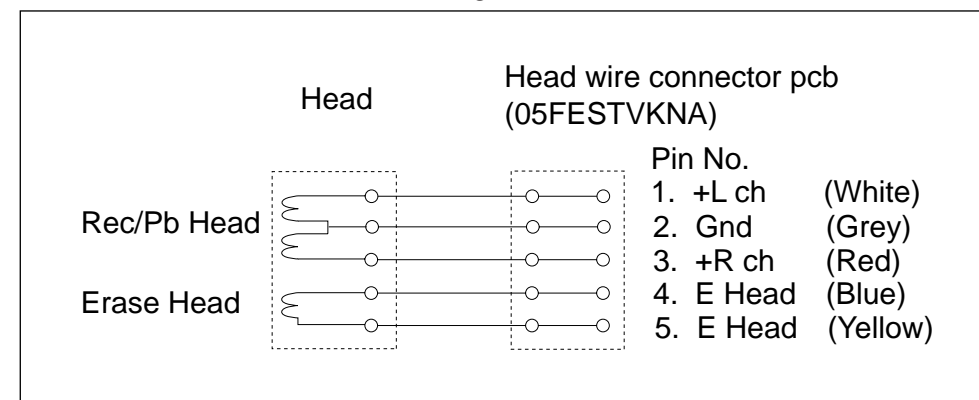 Head
Head wire connector pcb
(05FESTVKNA)
Pin No.
Rec/Pb Head
Erase Head
1. +L ch (White)
2. Gnd (Grey)
3. +R ch (Red)
4. E Head (Blue)
5. E Head (Yellow)